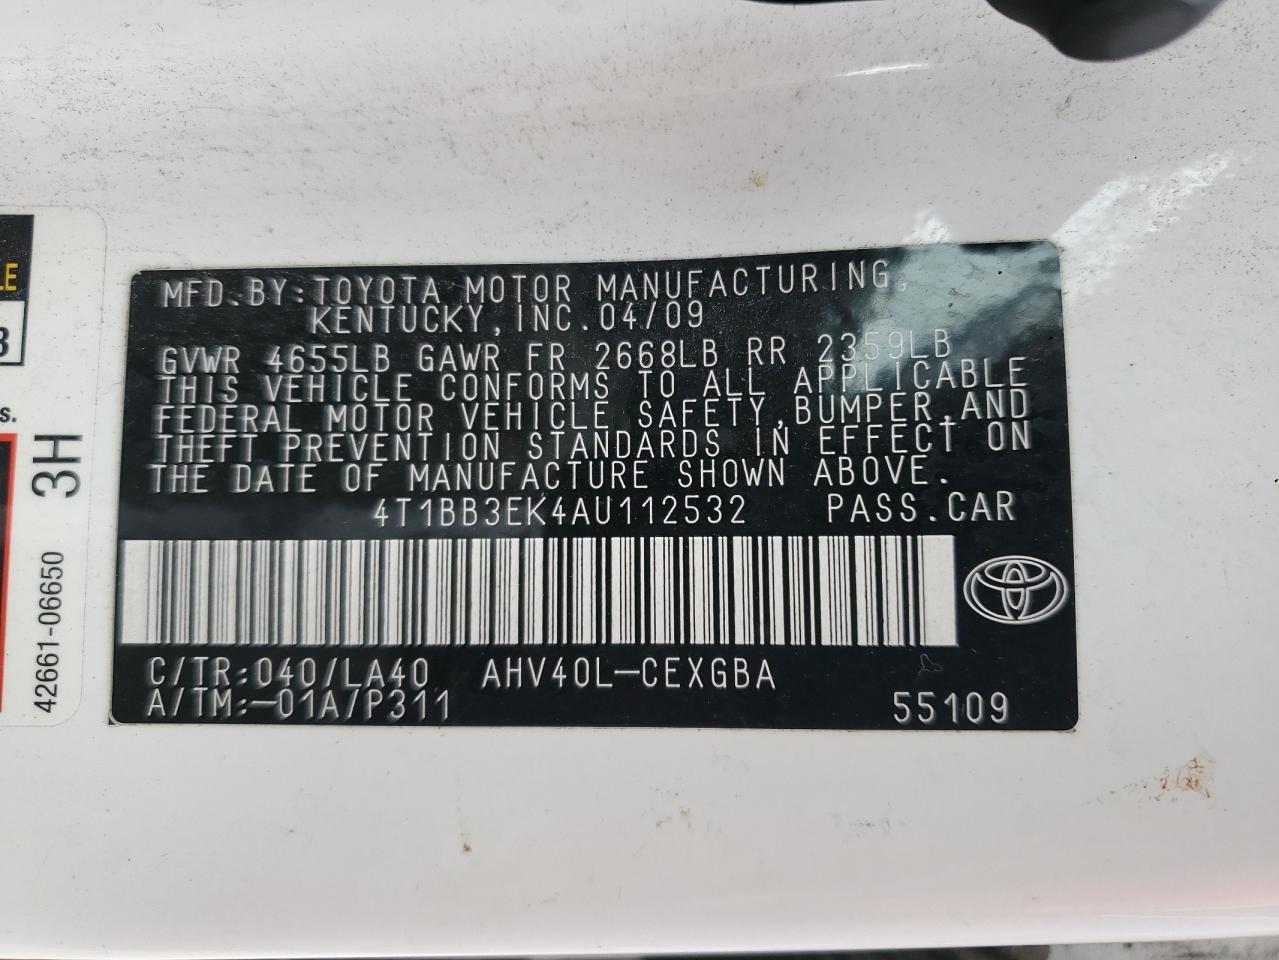 MFD.BY:TOYOTA MOTOR MANUFACTURING,
KENTUCKY,INC.04/09
GVWR 4655LB GAWR FR 2668LB RR 2359LB
THIS VEHICLE CONFORMS TO ALL APPLICABLE
FEDERAL MOTOR VEHICLE SAFETY,BUMPER,AND
THEFT PREVENTION STANDARDS IN EFFECT ON
THE DATE OF MANUFACTURE SHOWN ABOVE.
4T1BB3EK4AU112532 PASS.CAR
C/TR:040/LA40 AHV40L-CEXGBA
A/TM:-01A/P311 55109
42661-06650 3H